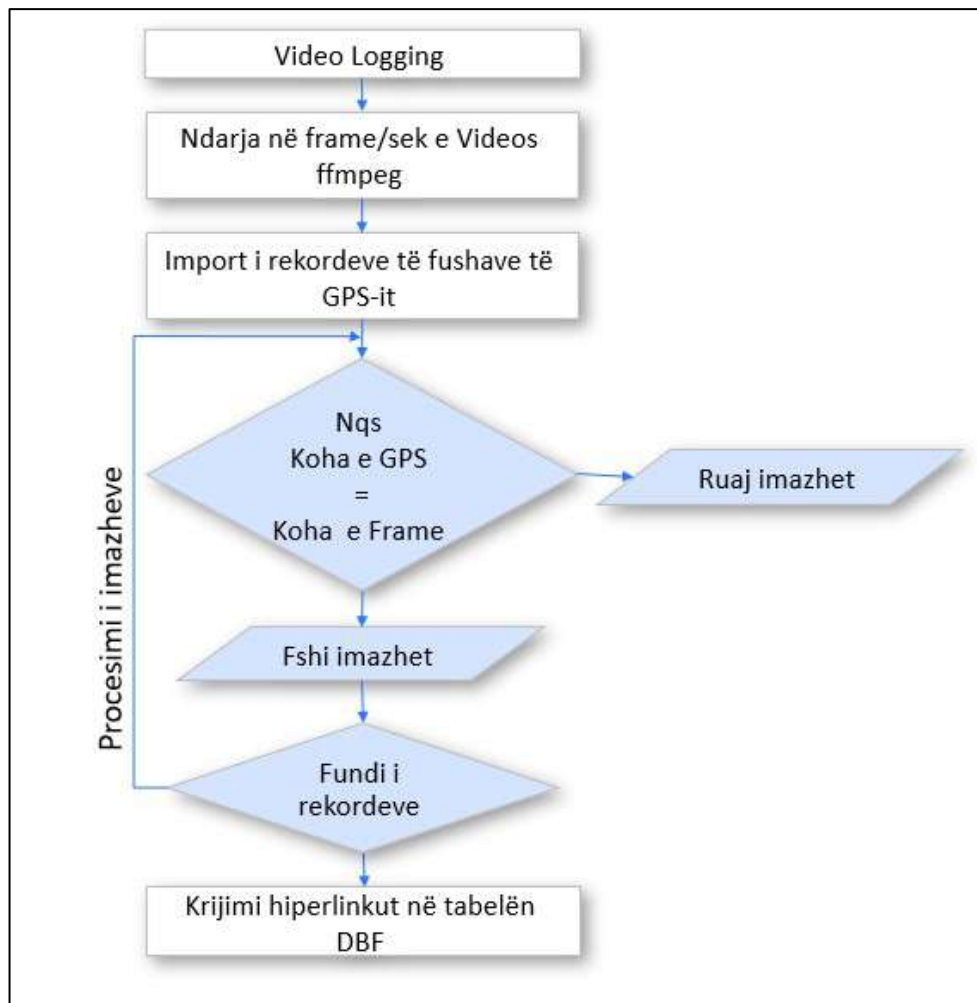 Video Logging
Ndarja në frame/sek e Videos
ffmpeg
Import i rekordeve të fushave të
GPS-it
Nqs
Koha e GPS
=
Koha e Frame
Ruaj imazhet
Procesimi i imazheve
Fshi imazhet
Fundi i
rekordeve
Krijimi hiperlinkut në tabelën
DBF